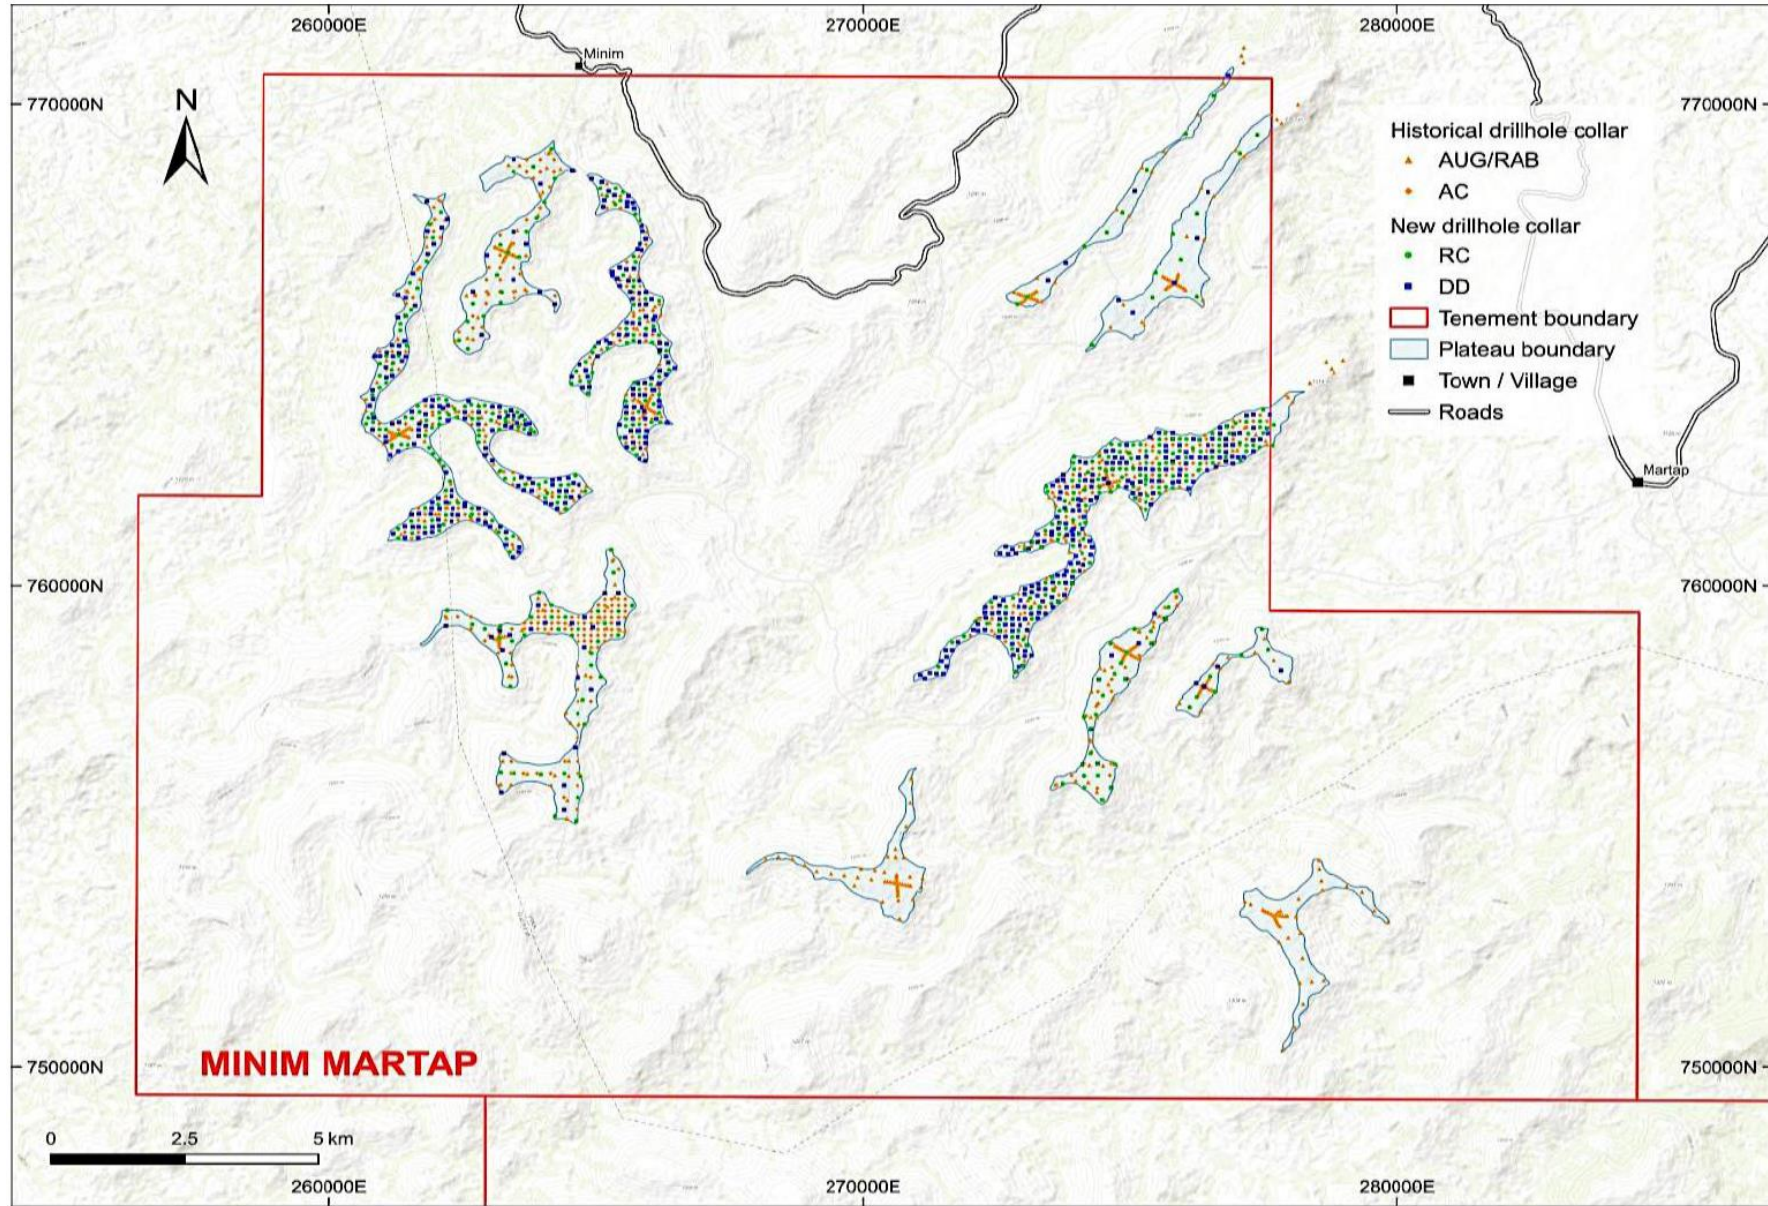 260000E
270000E
280000E
Minim
770000N
770000N
N
Historical drillhole collar
AUG/RAB
AC
New drillhole collar
RC
DD
Tenement boundary
Plateau boundary
Town / Village
Roads
Martap
760000N
760000N
750000N
750000N
MINIM MARTAP
0
2.5
5 km
260000E
270000E
280000E